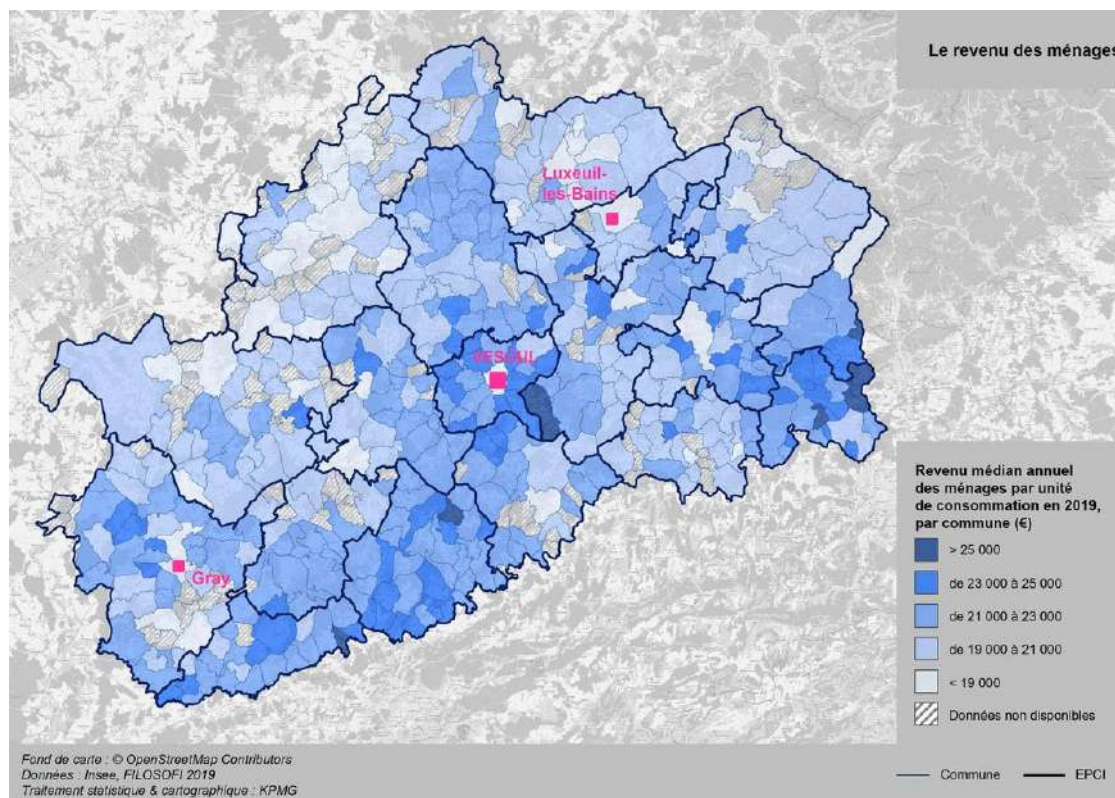 Le revenu des ménages
Luxeuil-
les-Bains
VESOUL
Gray
Revenu médian annuel
des ménages par unité
de consommation en 2019,
par commune (€)
> 25 000
de 23 000 à 25 000
de 21 000 à 23 000
de 19 000 à 21 000
< 19 000
Données non disponibles
Fond de carte : © OpenStreetMap Contributors
Données : Insee, FILOSOFI 2019
Traitement statistique & cartographique : KPMG
Commune
EPCI